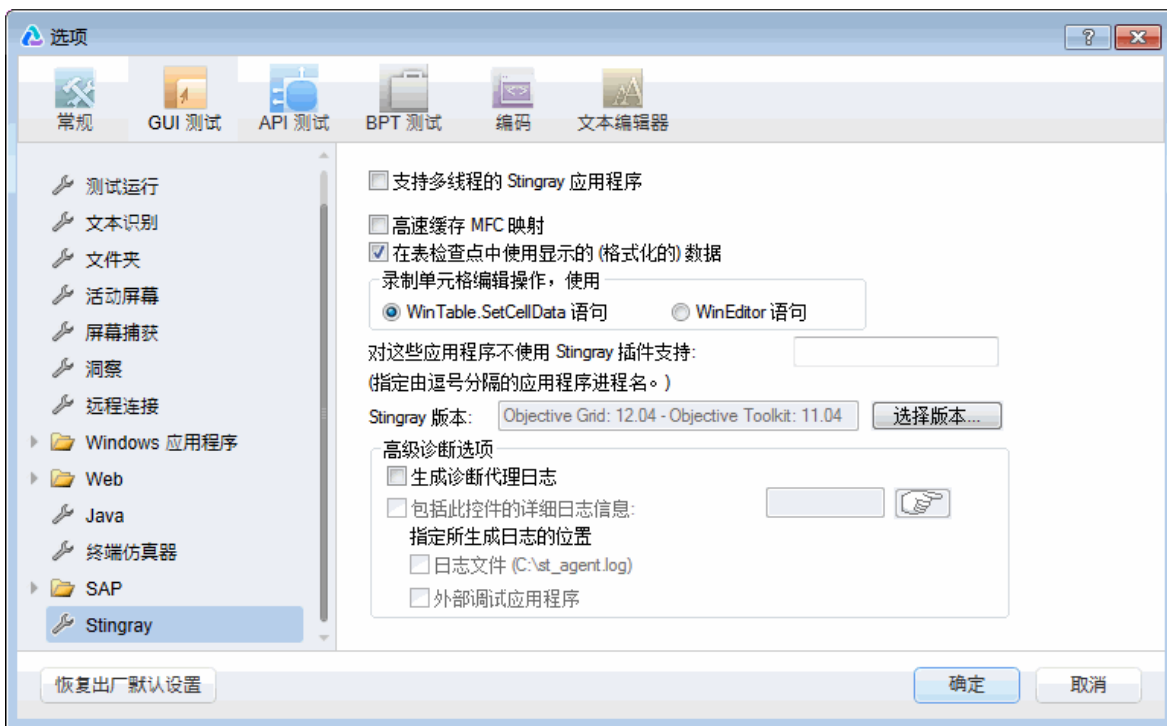 选项
常规 GUI 测试 API 测试 BPT 测试 编码 文本编辑器
测试运行
文本识别
文件夹
活动屏幕
屏幕捕获
洞察
远程连接
Windows 应用程序
Web
Java
终端仿真器
SAP
Stingray
支持多线程的 Stingray 应用程序
高速缓存 MFC 映射
在表检查点中使用显示的 (格式化的) 数据
录制单元格编辑操作，使用
WinTable.SetCellData 语句 WinEditor 语句
对这些应用程序不使用 Stingray 插件支持:
(指定由逗号分隔的应用程序进程名。)
Stingray 版本: Objective Grid: 12.04 - Objective Toolkit: 11.04 选择版本...
高级诊断选项
生成诊断代理日志
包括此控件的详细日志信息:
指定所生成日志的位置
日志文件 (C:\st_agent.log)
外部调试应用程序
恢复出厂默认设置 确定 取消